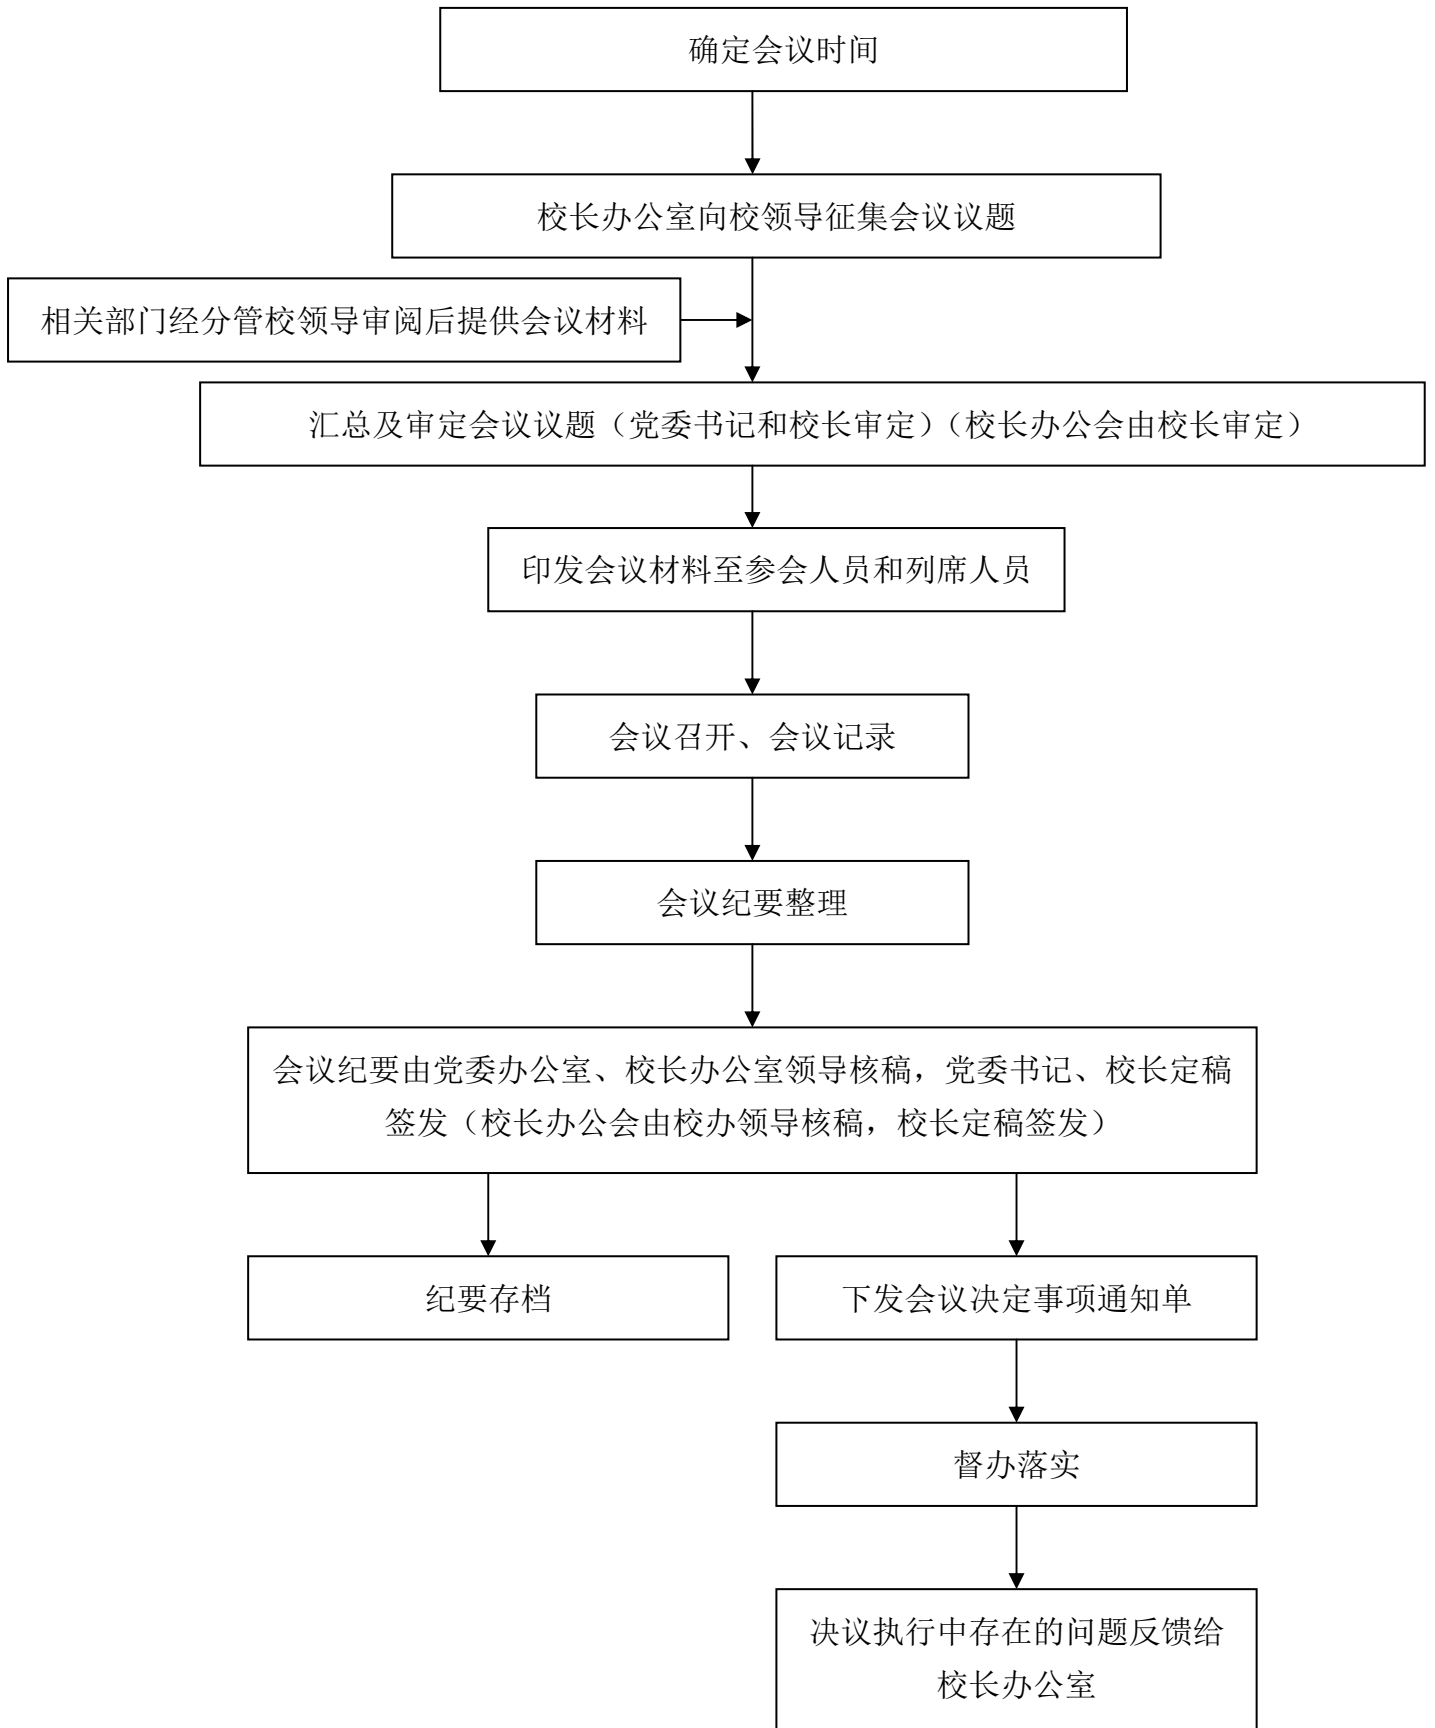 确定会议时间
校长办公室向校领导征集会议议题
相关部门经分管校领导审阅后提供会议材料
汇总及审定会议议题（党委书记和校长审定）（校长办公会由校长审定）
印发会议材料至参会人员和列席人员
会议召开、会议记录
会议纪要整理
会议纪要由党委办公室、校长办公室领导核稿，党委书记、校长定稿
签发（校长办公会由校办领导核稿，校长定稿签发）
纪要存档
下发会议决定事项通知单
督办落实
决议执行中存在的问题反馈给
校长办公室